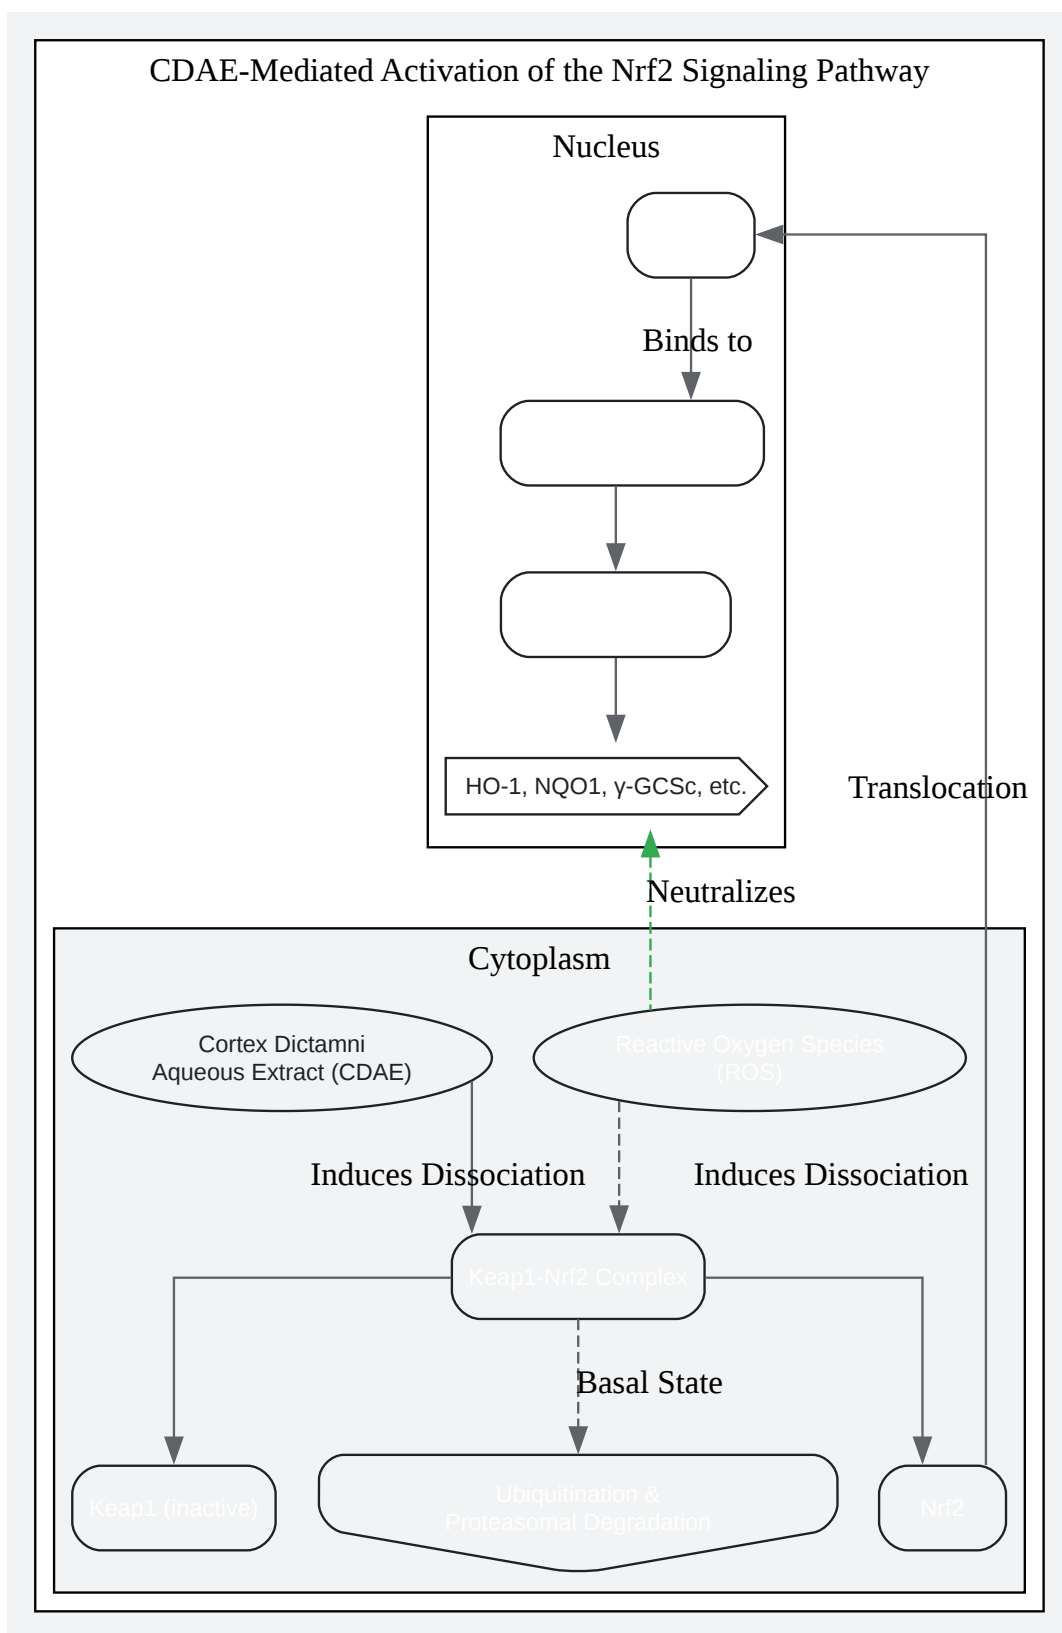 CDAE-Mediated Activation of the Nrf2 Signaling Pathway
Nucleus
Binds to
HO-1, NQO1, γ-GCSc, etc.
Translocation
Neutralizes
Cytoplasm
Cortex Dictamni
Aqueous Extract (CDAE)
Reactive Oxygen Species
(ROS)
Induces Dissociation
Induces Dissociation
Keap1-Nrf2 Complex
Basal State
Keap1 (inactive)
Ubiquitination &
Proteasomal Degradation
Nrf2